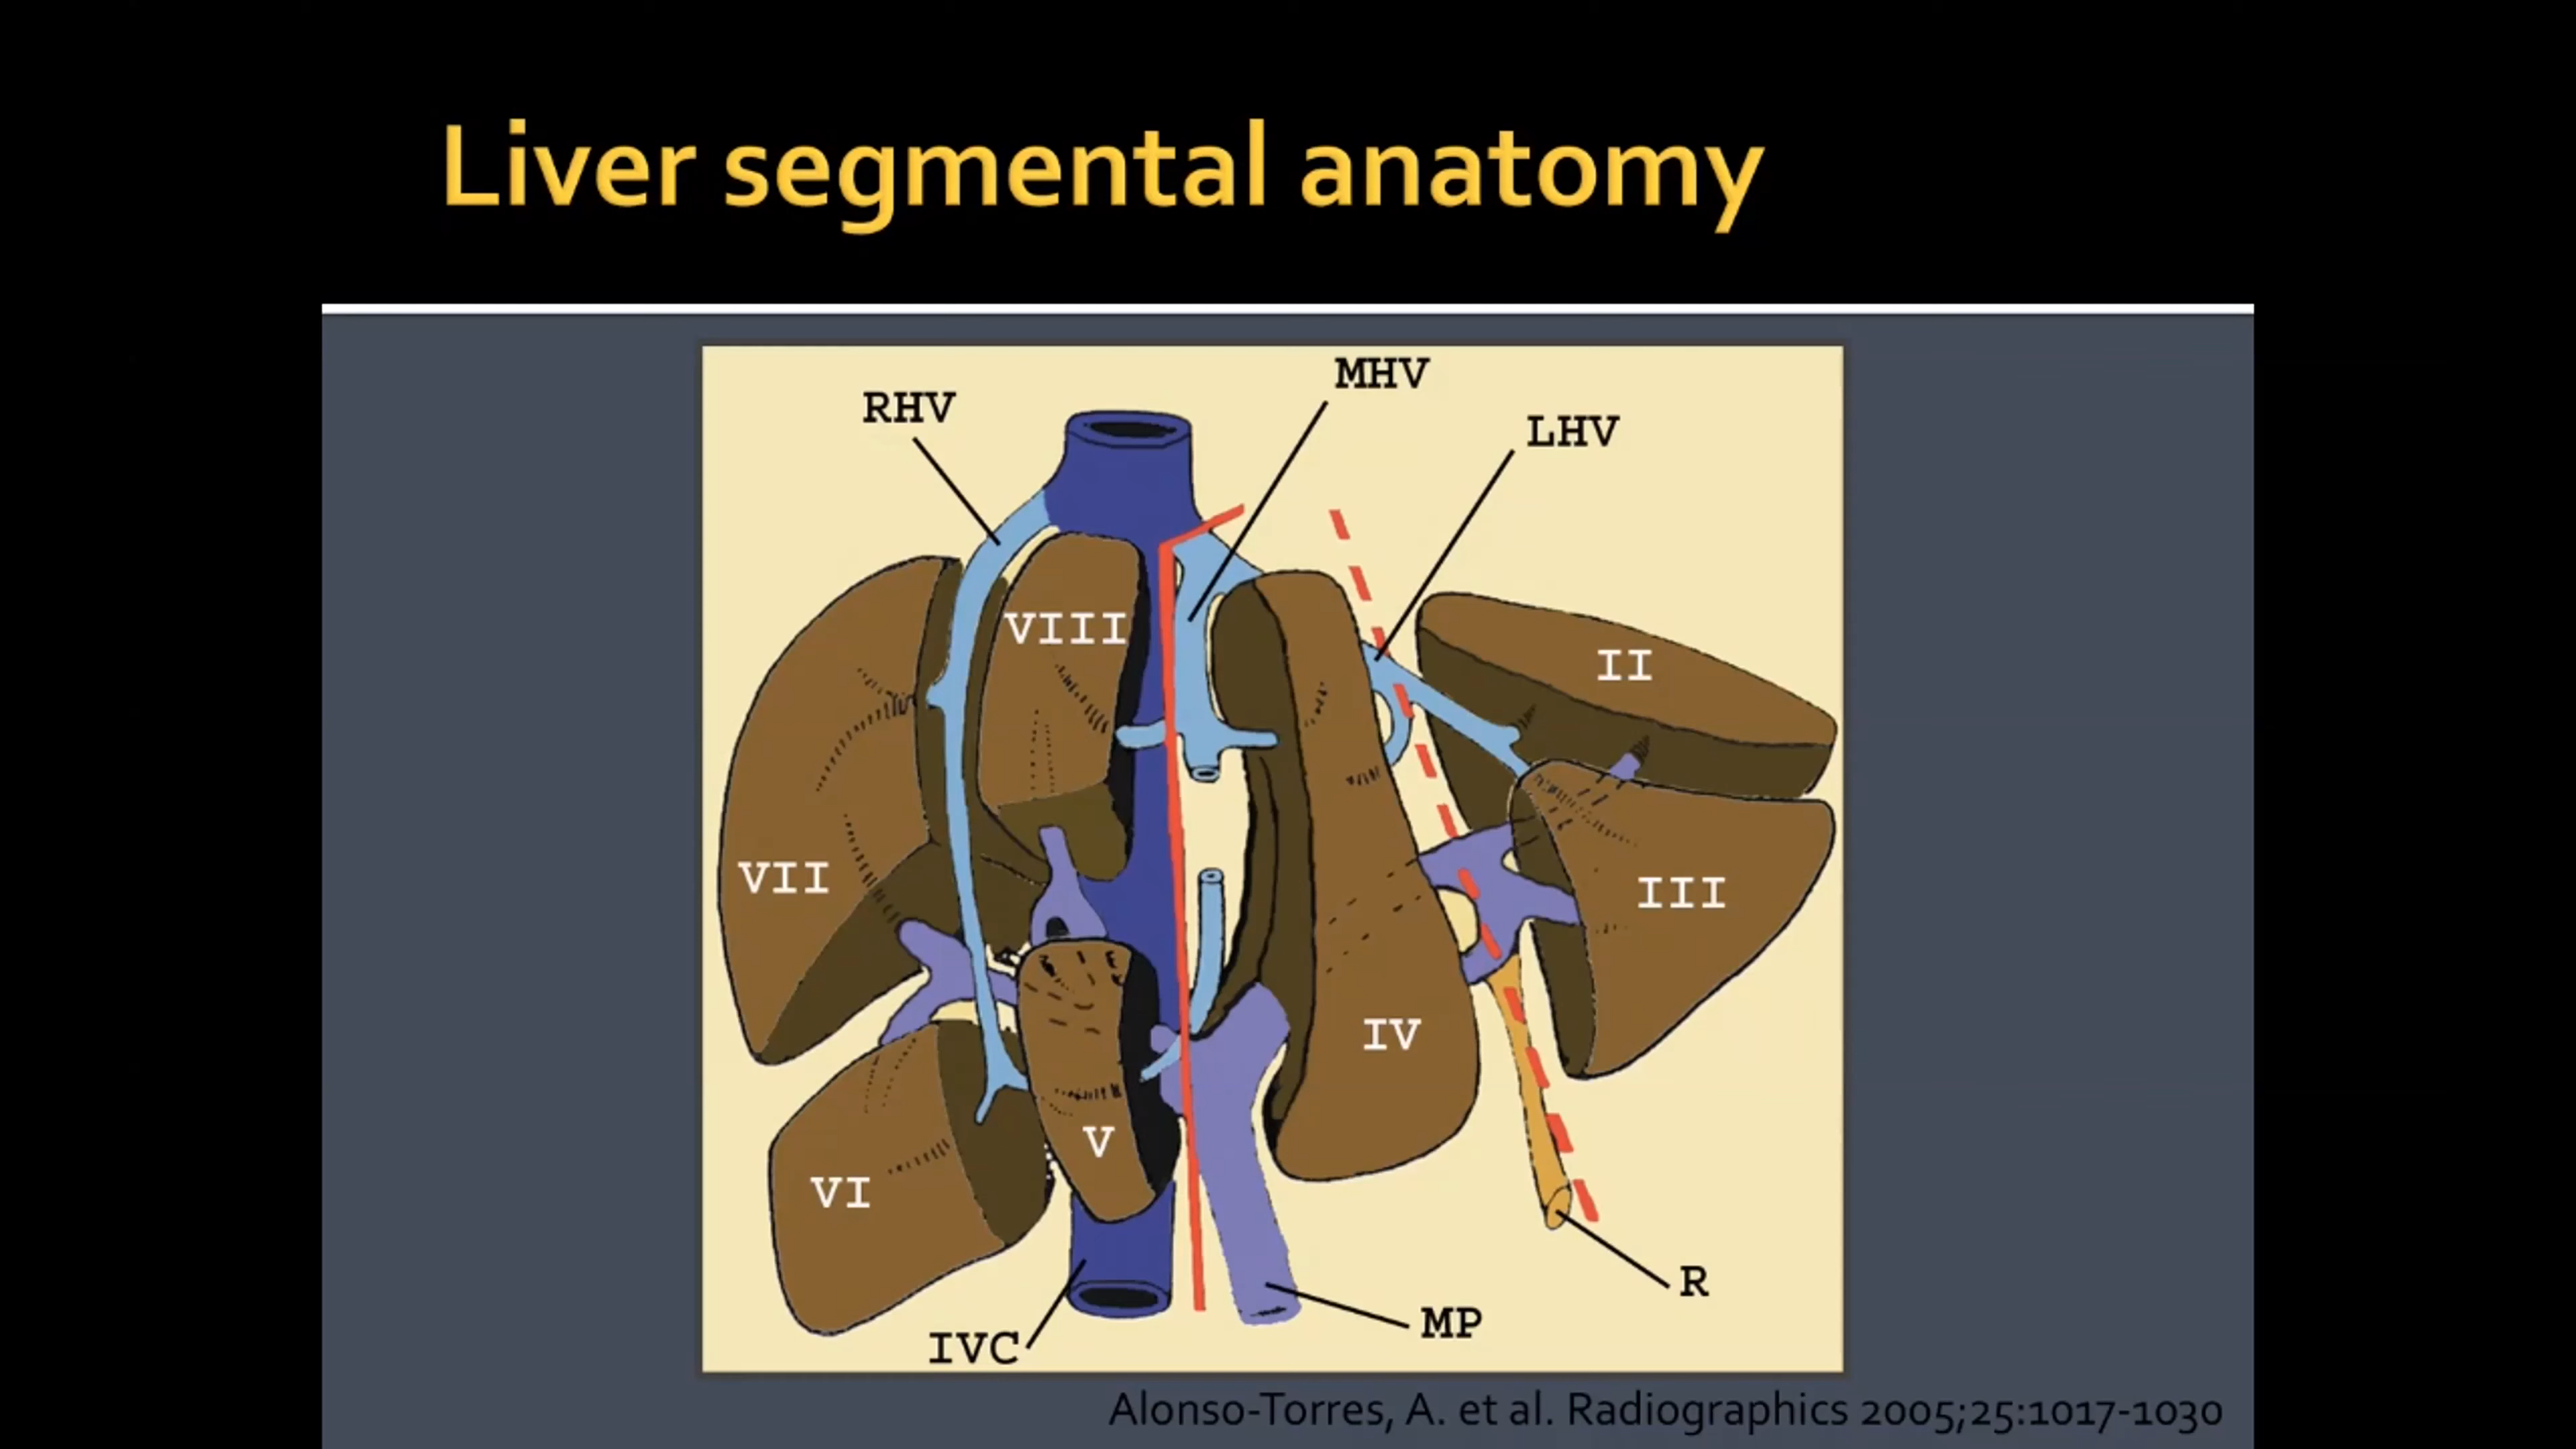 Liver segmental anatomy
MHV
RHV
LHV
VIII
II
VII
III
IV
V
VI
R
MP
IVC
Alonso-Torres, A. et al. Radiographics 2005;25:1017-1030